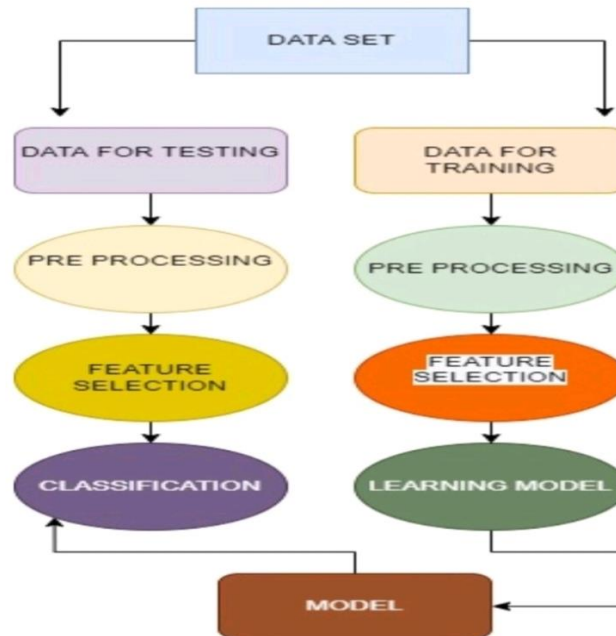 DATA SET
DATA FOR TESTING
DATA FOR
TRAINING
PRE PROCESSING
PRE PROCESSING
FEATURE
SELECTION
FEATURE
SELECTION
CLASSIFICATION
LEARNING MODEL
MODEL